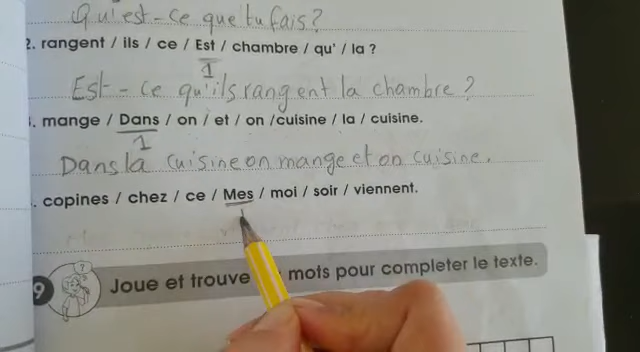 Qu'est-ce que tu fais?
2. rangent / ils / ce / Est / chambre / qu' / la ?
1
Est-ce qu'ils rangent la chambre ?
. mange / Dans / on / et / on /cuisine / la / cuisine.
1
Dans la cuisine on mange et on cuisine.
. copines / chez / ce / Mes / moi / soir / viennent.
9 ? Joue et trouve mots pour completer le texte.